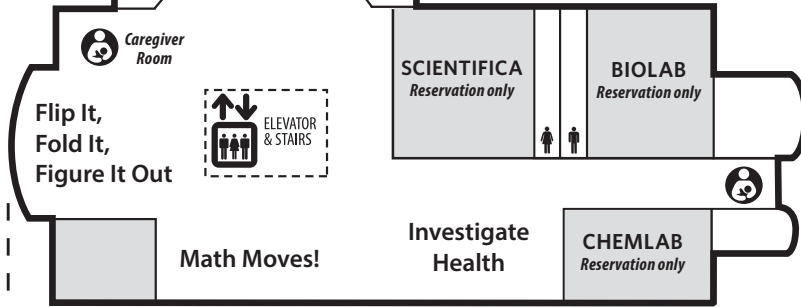 Caregiver
Room
SCIENTIFICA
Reservation only
BIOLAB
Reservation only
Flip It,
Fold It,
Figure It Out
ELEVATOR
& STAIRS
Math Moves!
Investigate
Health
CHEMLAB
Reservation only